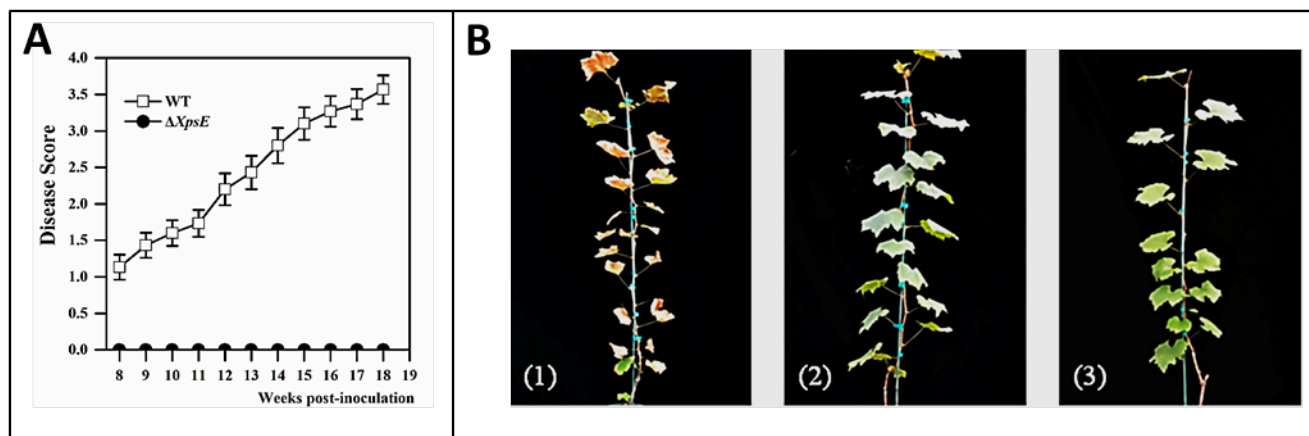 A
4.0
3.5
3.0
2.5
2.0
1.5
1.0
0.5
0.0
Disease Score
WT
ΔXpsE
8 9 10 11 12 13 14 15 16 17 18 19
Weeks post-inoculation
B
(1)
(2)
(3)